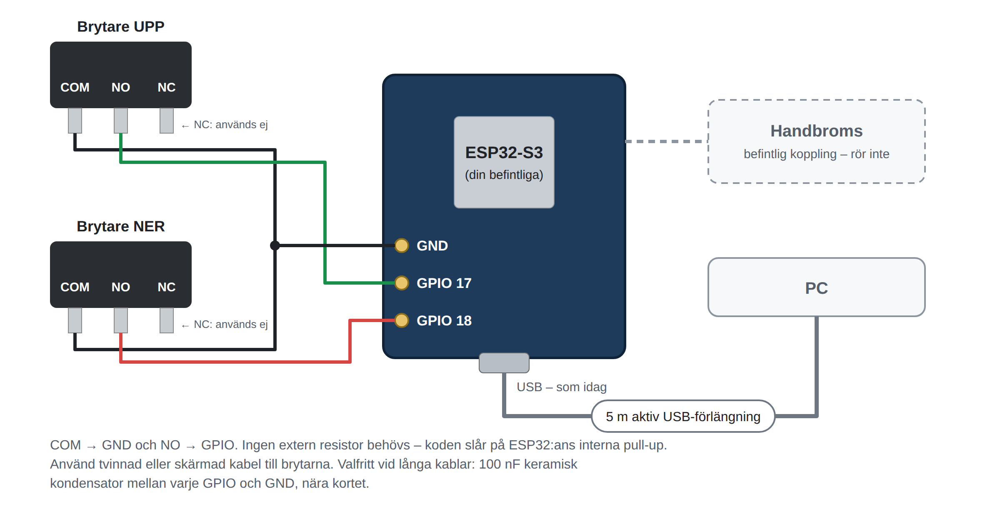 Brytare UPP
COM NO NC
← NC: används ej
ESP32-S3
(din befintliga)
Handbroms
befintlig koppling – rör inte
Brytare NER
COM NO NC
← NC: används ej
GND
GPIO 17
GPIO 18
PC
USB – som idag
5 m aktiv USB-förlängning
COM → GND och NO → GPIO. Ingen extern resistor behövs – koden slår på ESP32:ans interna pull-up.
Använd tvinnad eller skärmad kabel till brytarna. Valfritt vid långa kablar: 100 nF keramisk
kondensator mellan varje GPIO och GND, nära kortet.